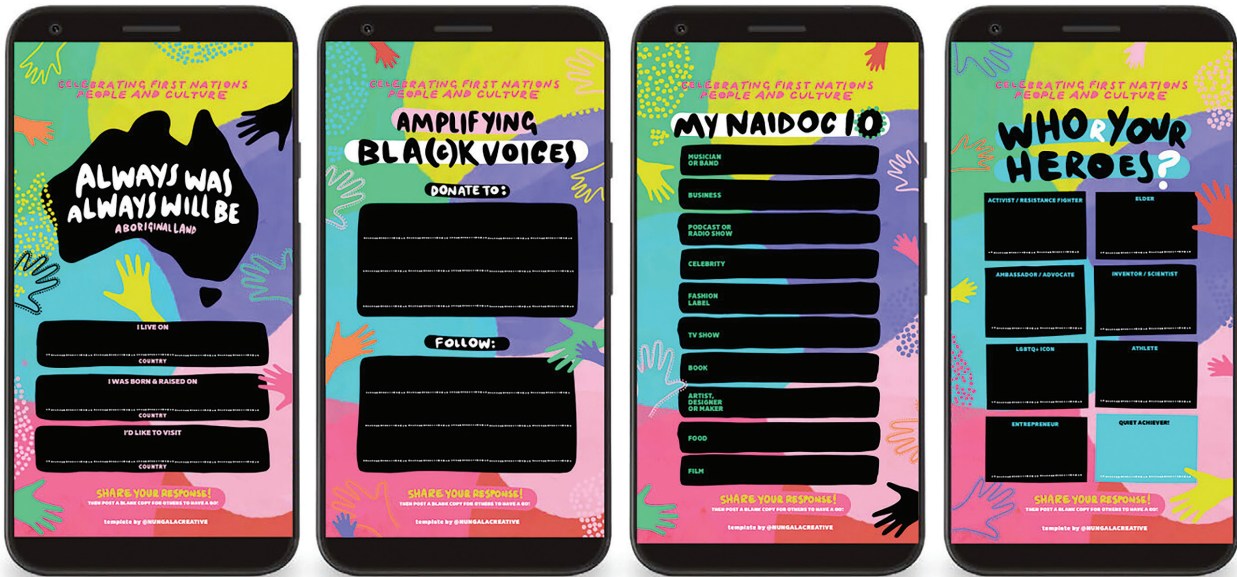 CELEBRATING FIRST NATIONS
PEOPLE AND CULTURE
ALWAYS WAS
ALWAYS WILL BE
ABORIGINAL LAND
I LIVE ON
COUNTRY
I WAS BORN & RAISED ON
COUNTRY
I'D LIKE TO VISIT
COUNTRY
SHARE YOUR RESPONSE!
THEN POST A BLANK COPY FOR OTHERS TO HAVE A GO!
template by @NUNGALACREATIVE
CELEBRATING FIRST NATIONS
PEOPLE AND CULTURE
AMPLIFYING
BLA(C)K VOICES
DONATE TO:
FOLLOW:
SHARE YOUR RESPONSE!
THEN POST A BLANK COPY FOR OTHERS TO HAVE A GO!
template by @NUNGALACREATIVE
CELEBRATING FIRST NATIONS
PEOPLE AND CULTURE
MY NAIDOC 10
MUSICIAN
OR BAND
BUSINESS
PODCAST OR
RADIO SHOW
CELEBRITY
FASHION
LABEL
TV SHOW
BOOK
ARTIST,
DESIGNER
OR MAKER
FOOD
FILM
SHARE YOUR RESPONSE!
THEN POST A BLANK COPY FOR OTHERS TO HAVE A GO!
template by @NUNGALACREATIVE
CELEBRATING FIRST NATIONS
PEOPLE AND CULTURE
WHO R YOUR
HEROES?
ACTIVIST / RESISTANCE FIGHTER
ELDER
AMBASSADOR / ADVOCATE
INVENTOR / SCIENTIST
LGBTQ+ ICON
ATHLETE
ENTREPRENEUR
QUIET ACHIEVER!
SHARE YOUR RESPONSE!
THEN POST A BLANK COPY FOR OTHERS TO HAVE A GO!
template by @NUNGALACREATIVE